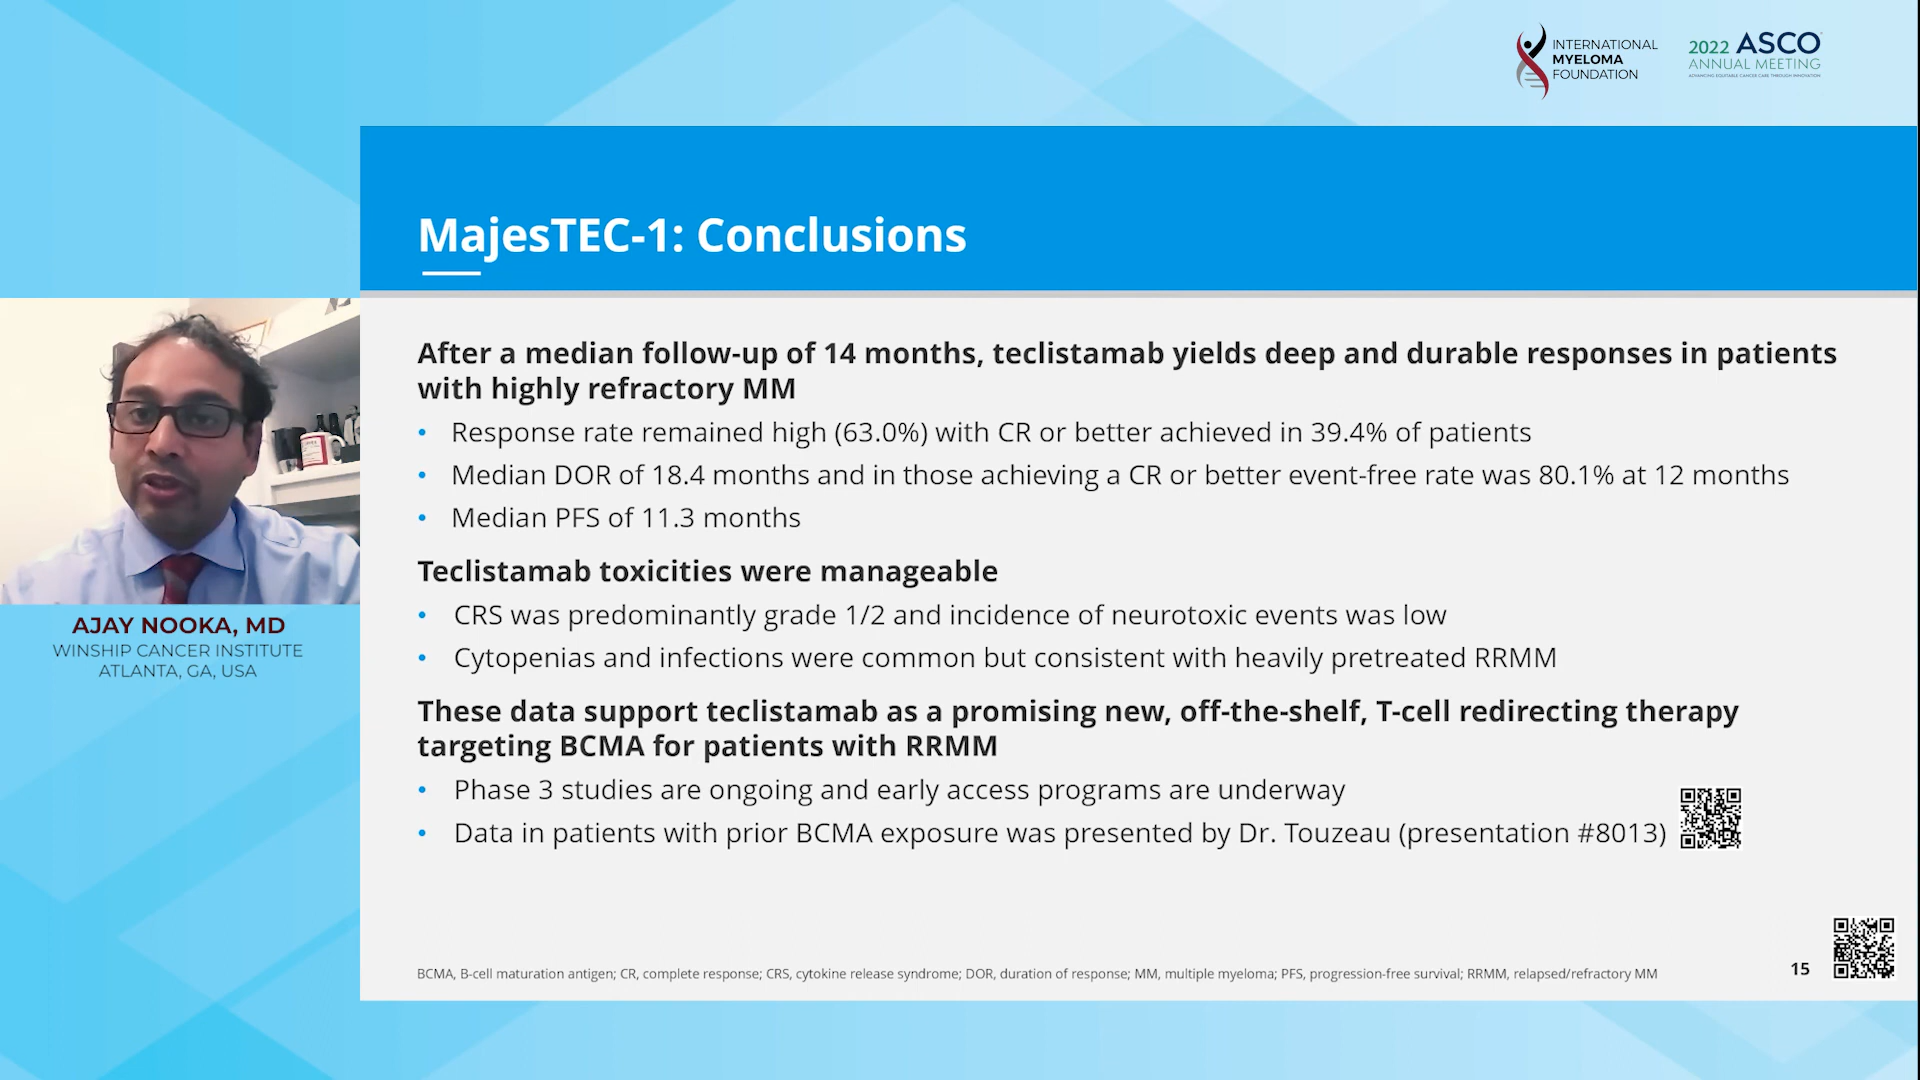 INTERNATIONAL
MYELOMA
FOUNDATION
2022 ASCO
ANNUAL MEETING
ADVANCING EQUITABLE CANCER CARE THROUGH INNOVATION
MajesTEC-1: Conclusions
After a median follow-up of 14 months, teclistamab yields deep and durable responses in patients
with highly refractory MM
• Response rate remained high (63.0%) with CR or better achieved in 39.4% of patients
• Median DOR of 18.4 months and in those achieving a CR or better event-free rate was 80.1% at 12 months
• Median PFS of 11.3 months
Teclistamab toxicities were manageable
• CRS was predominantly grade 1/2 and incidence of neurotoxic events was low
• Cytopenias and infections were common but consistent with heavily pretreated RRMM
These data support teclistamab as a promising new, off-the-shelf, T-cell redirecting therapy
targeting BCMA for patients with RRMM
• Phase 3 studies are ongoing and early access programs are underway
• Data in patients with prior BCMA exposure was presented by Dr. Touzeau (presentation #8013)
BCMA, B-cell maturation antigen; CR, complete response; CRS, cytokine release syndrome; DOR, duration of response; MM, multiple myeloma; PFS, progression-free survival; RRMM, relapsed/refractory MM
15
AJAY NOOKA, MD
WINSHIP CANCER INSTITUTE
ATLANTA, GA, USA